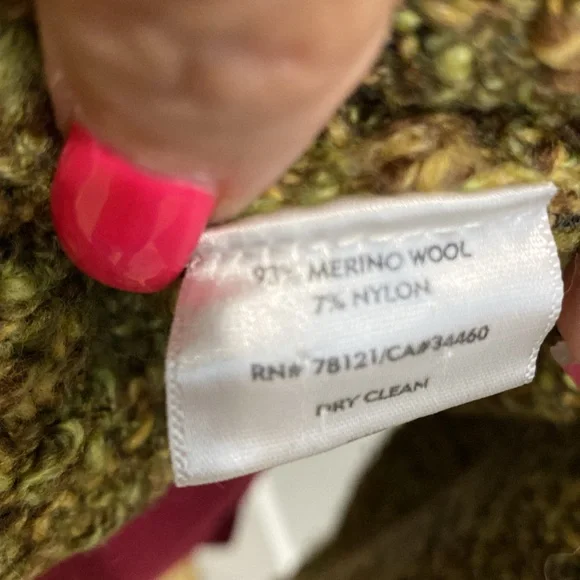 93% MERINO WOOL
7% NYLON
RN# 78121/CA#34460
DRY CLEAN